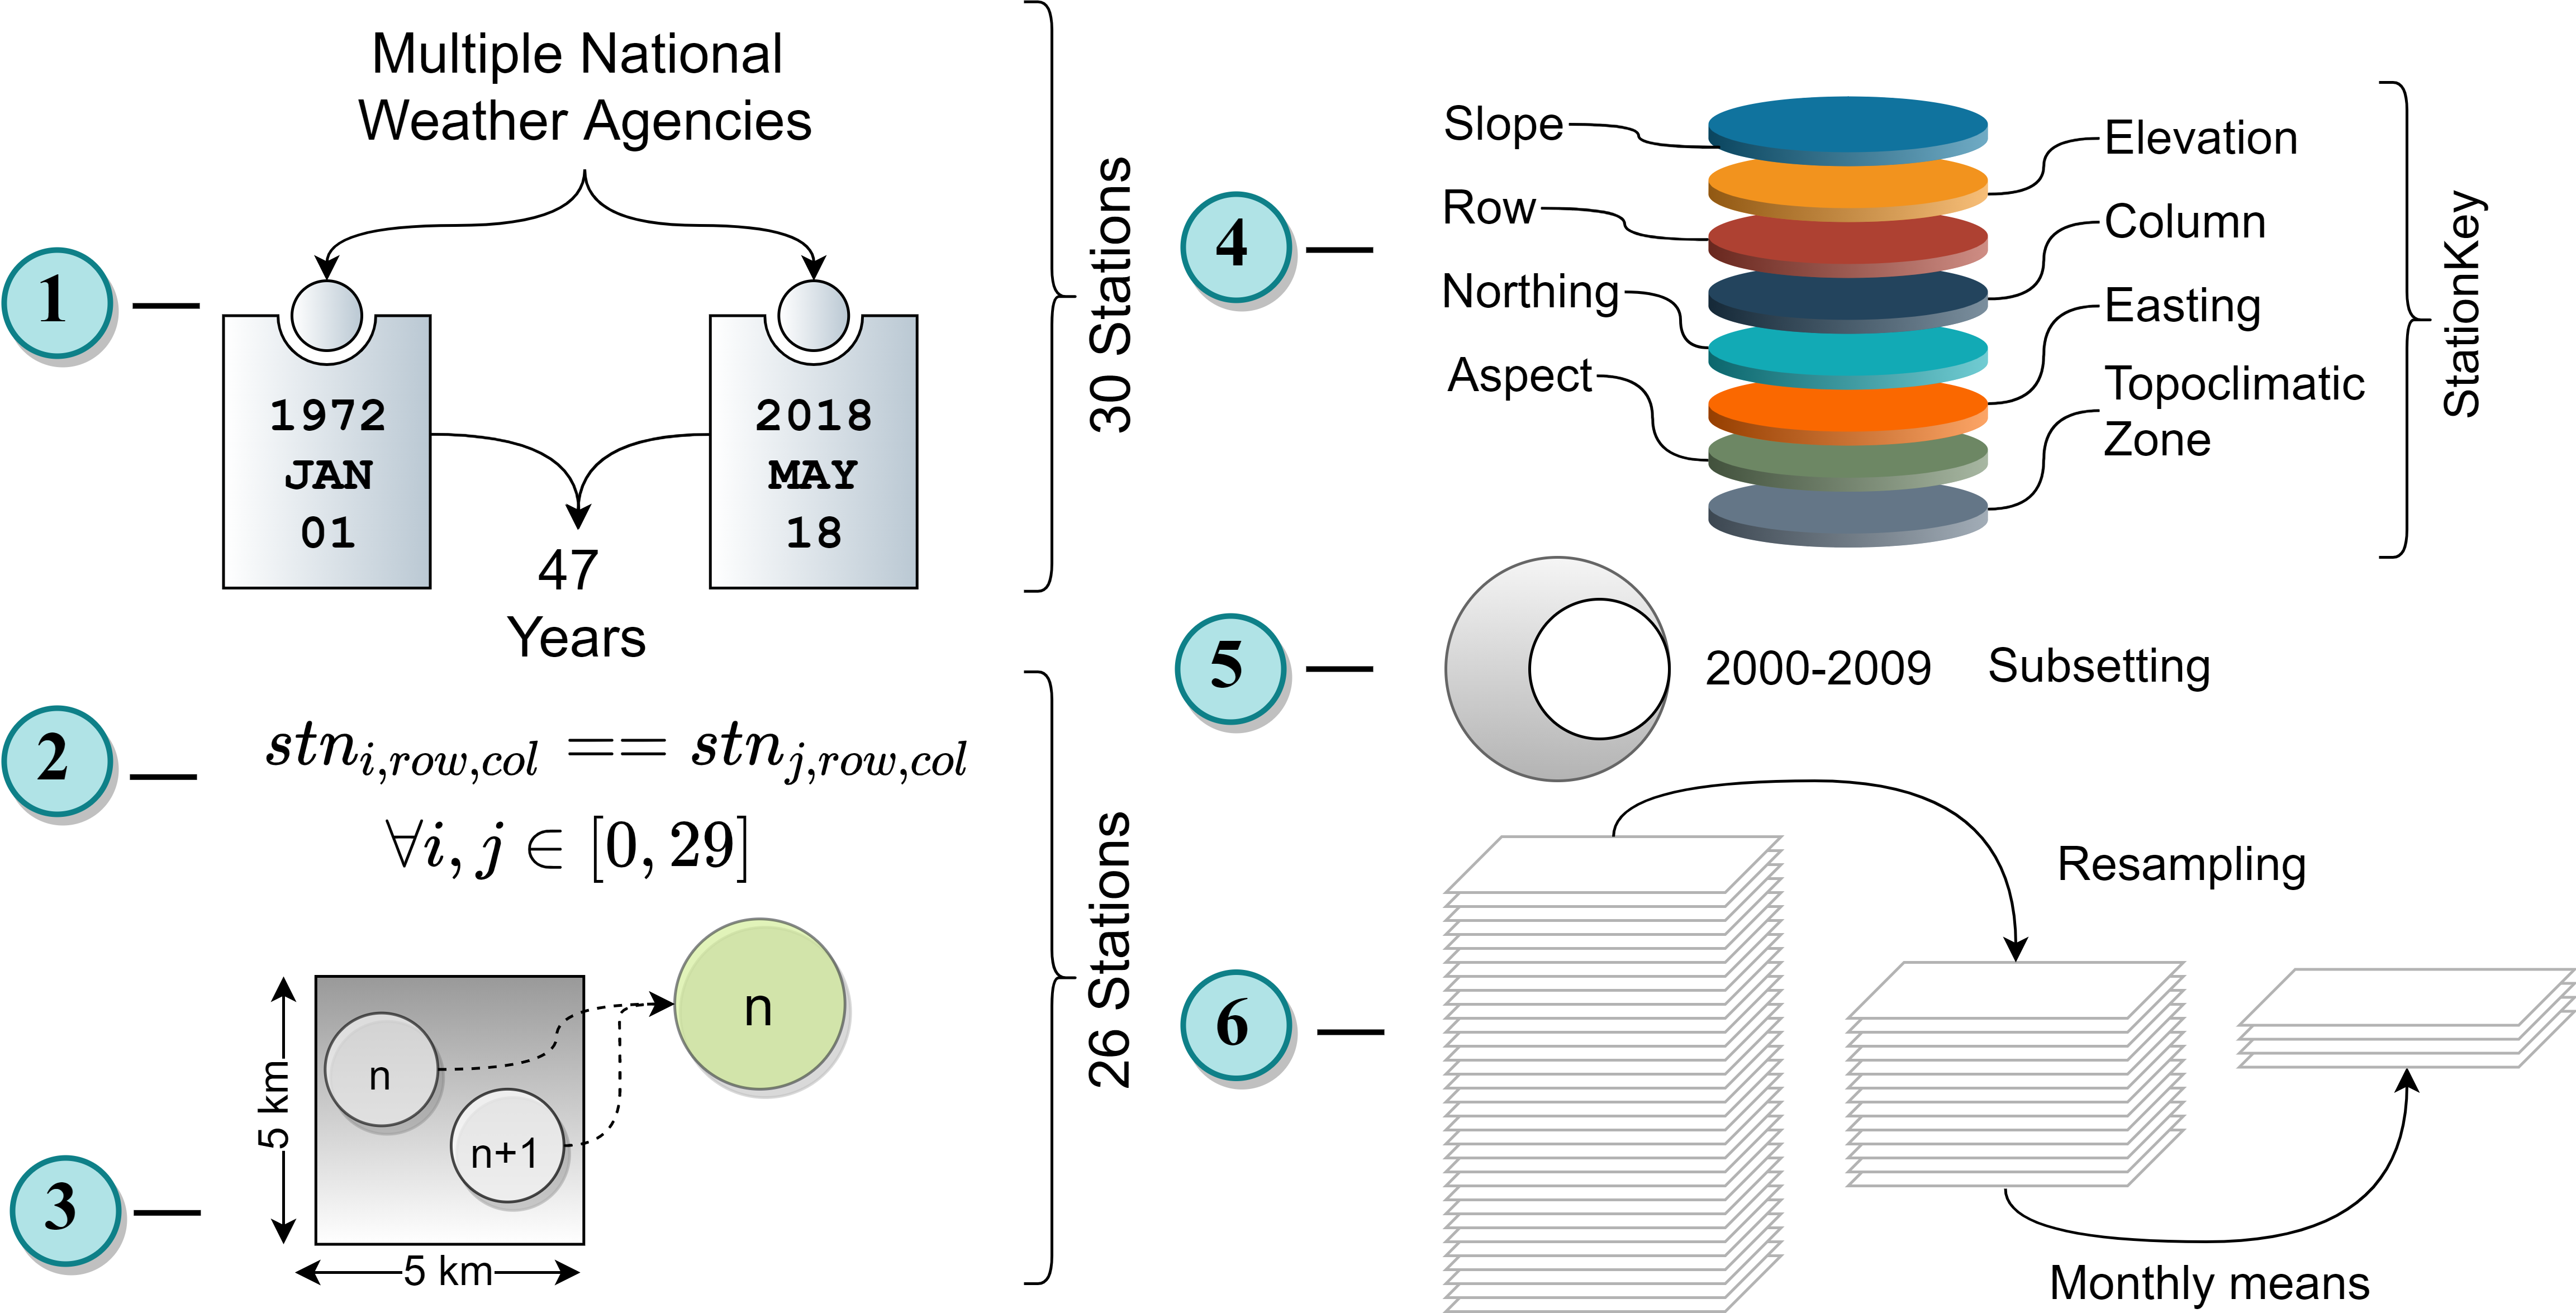 Multiple National
Weather Agencies
1
1972
JAN
01
2018
MAY
18
47
Years
30 Stations
2
stn_{i,row,col} == stn_{j,row,col}
∀i, j ∈ [0, 29]
3
5 km
5 km
n
n+1
n
26 Stations
4
Slope
Row
Northing
Aspect
Elevation
Column
Easting
Topoclimatic
Zone
StationKey
5
2000-2009 Subsetting
6
Resampling
Monthly means